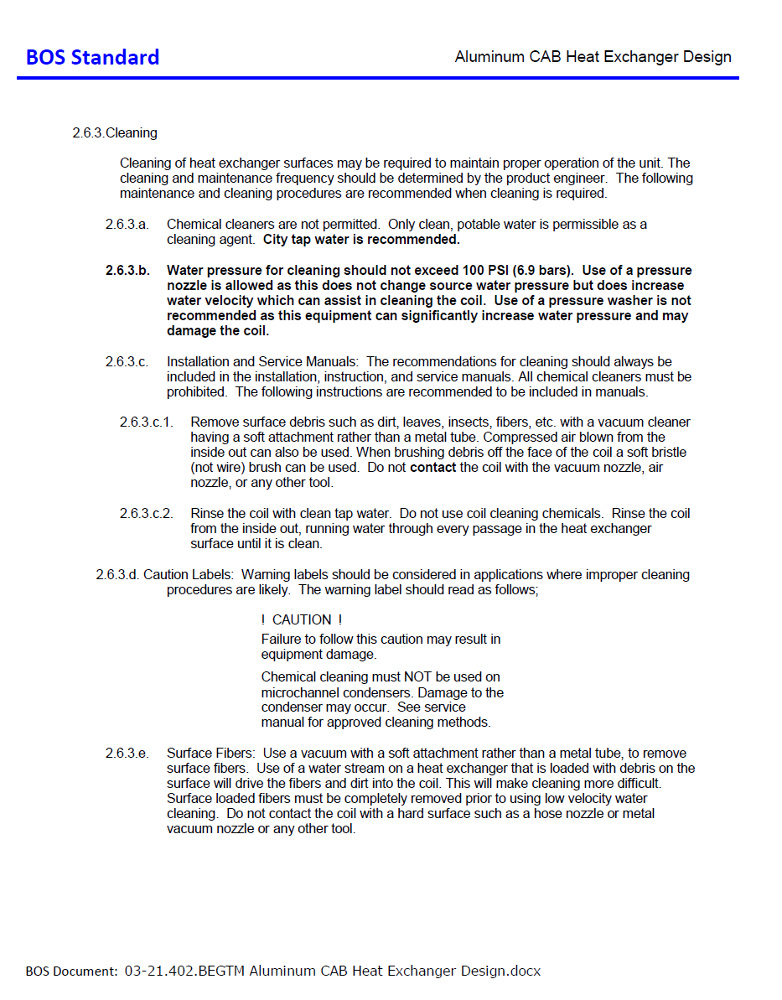 BOS Standard
Aluminum CAB Heat Exchanger Design
2.6.3.Cleaning
Cleaning of heat exchanger surfaces may be required to maintain proper operation of the unit. The
cleaning and maintenance frequency should be determined by the product engineer. The following
maintenance and cleaning procedures are recommended when cleaning is required.
2.6.3.a. Chemical cleaners are not permitted. Only clean, potable water is permissible as a
cleaning agent. City tap water is recommended.
2.6.3.b. Water pressure for cleaning should not exceed 100 PSI (6.9 bars). Use of a pressure
nozzle is allowed as this does not change source water pressure but does increase
water velocity which can assist in cleaning the coil. Use of a pressure washer is not
recommended as this equipment can significantly increase water pressure and may
damage the coil.
2.6.3.c. Installation and Service Manuals: The recommendations for cleaning should always be
included in the installation, instruction, and service manuals. All chemical cleaners must be
prohibited. The following instructions are recommended to be included in manuals.
2.6.3.c.1. Remove surface debris such as dirt, leaves, insects, fibers, etc. with a vacuum cleaner
having a soft attachment rather than a metal tube. Compressed air blown from the
inside out can also be used. When brushing debris off the face of the coil a soft bristle
(not wire) brush can be used. Do not contact the coil with the vacuum nozzle, air
nozzle, or any other tool.
2.6.3.c.2. Rinse the coil with clean tap water. Do not use coil cleaning chemicals. Rinse the coil
from the inside out, running water through every passage in the heat exchanger
surface until it is clean.
2.6.3.d. Caution Labels: Warning labels should be considered in applications where improper cleaning
procedures are likely. The warning label should read as follows;
! CAUTION !
Failure to follow this caution may result in
equipment damage.
Chemical cleaning must NOT be used on
microchannel condensers. Damage to the
condenser may occur. See service
manual for approved cleaning methods.
2.6.3.e. Surface Fibers: Use a vacuum with a soft attachment rather than a metal tube, to remove
surface fibers. Use of a water stream on a heat exchanger that is loaded with debris on the
surface will drive the fibers and dirt into the coil. This will make cleaning more difficult.
Surface loaded fibers must be completely removed prior to using low velocity water
cleaning. Do not contact the coil with a hard surface such as a hose nozzle or metal
vacuum nozzle or any other tool.
BOS Document: 03-21.402.BEGTM Aluminum CAB Heat Exchanger Design.docx